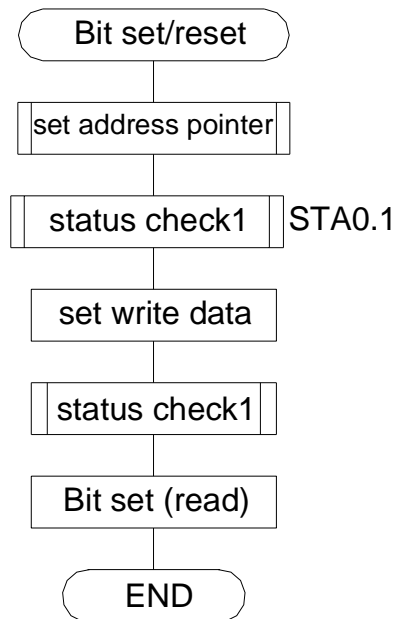 Bit set/reset
set address pointer
status check1 STA0.1
set write data
status check1
Bit set (read)
END